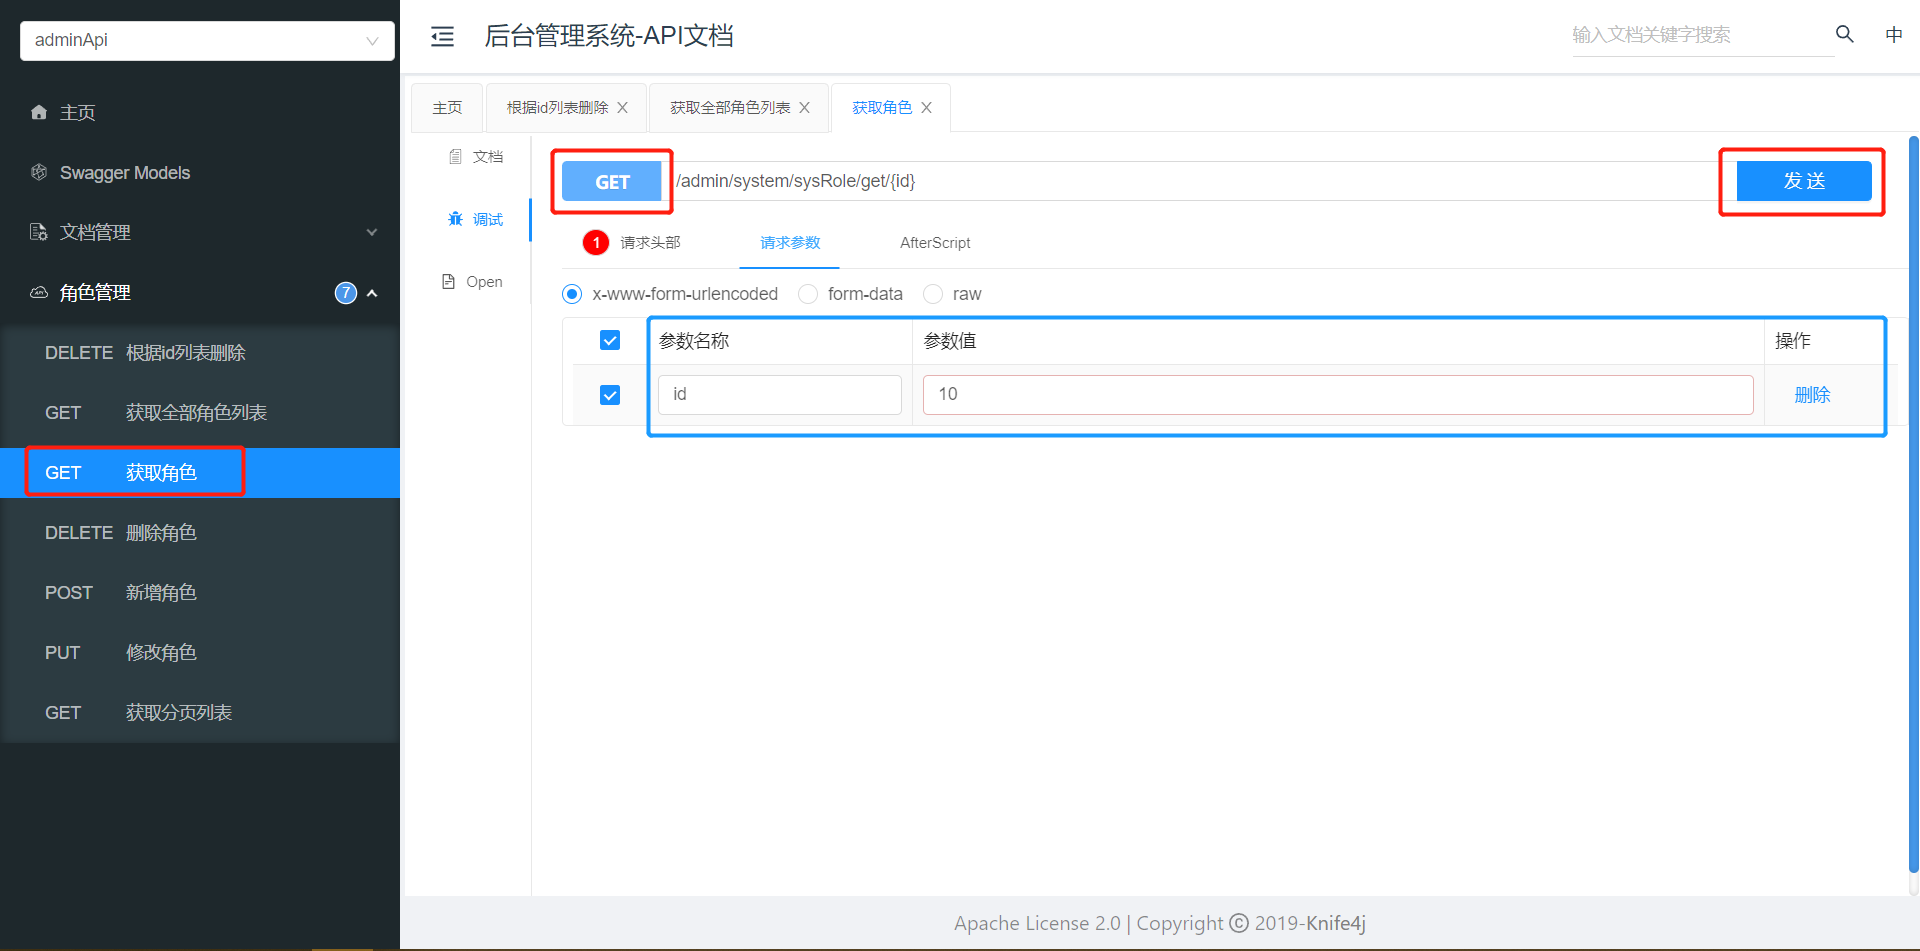 adminApi
主页
Swagger Models
文档管理
角色管理
7
DELETE 根据id列表删除
GET 获取全部角色列表
GET 获取角色
DELETE 删除角色
POST 新增角色
PUT 修改角色
GET 获取分页列表
后台管理系统-API文档
输入文档关键字搜索
中
主页
根据id列表删除
获取全部角色列表
获取角色
文档
调试
Open
GET /admin/system/sysRole/get/{id} 发 送
1 请求头部 请求参数 AfterScript
x-www-form-urlencoded form-data raw
参数名称 参数值 操作
id 10 删除
Apache License 2.0 | Copyright © 2019-Knife4j